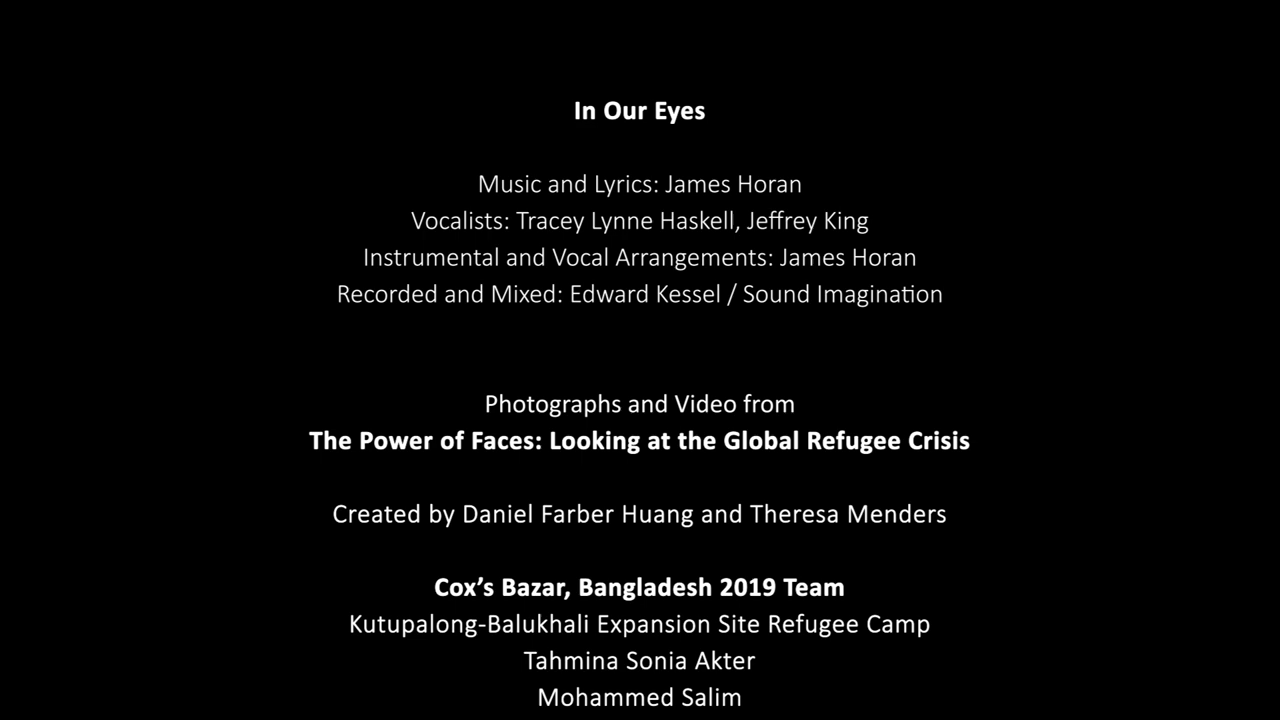 In Our Eyes
Music and Lyrics: James Horan
Vocalists: Tracey Lynne Haskell, Jeffrey King
Instrumental and Vocal Arrangements: James Horan
Recorded and Mixed: Edward Kessel / Sound Imagination
Photographs and Video from
The Power of Faces: Looking at the Global Refugee Crisis
Created by Daniel Farber Huang and Theresa Menders
Cox’s Bazar, Bangladesh 2019 Team
Kutupalong-Balukhali Expansion Site Refugee Camp
Tahmina Sonia Akter
Mohammed Salim